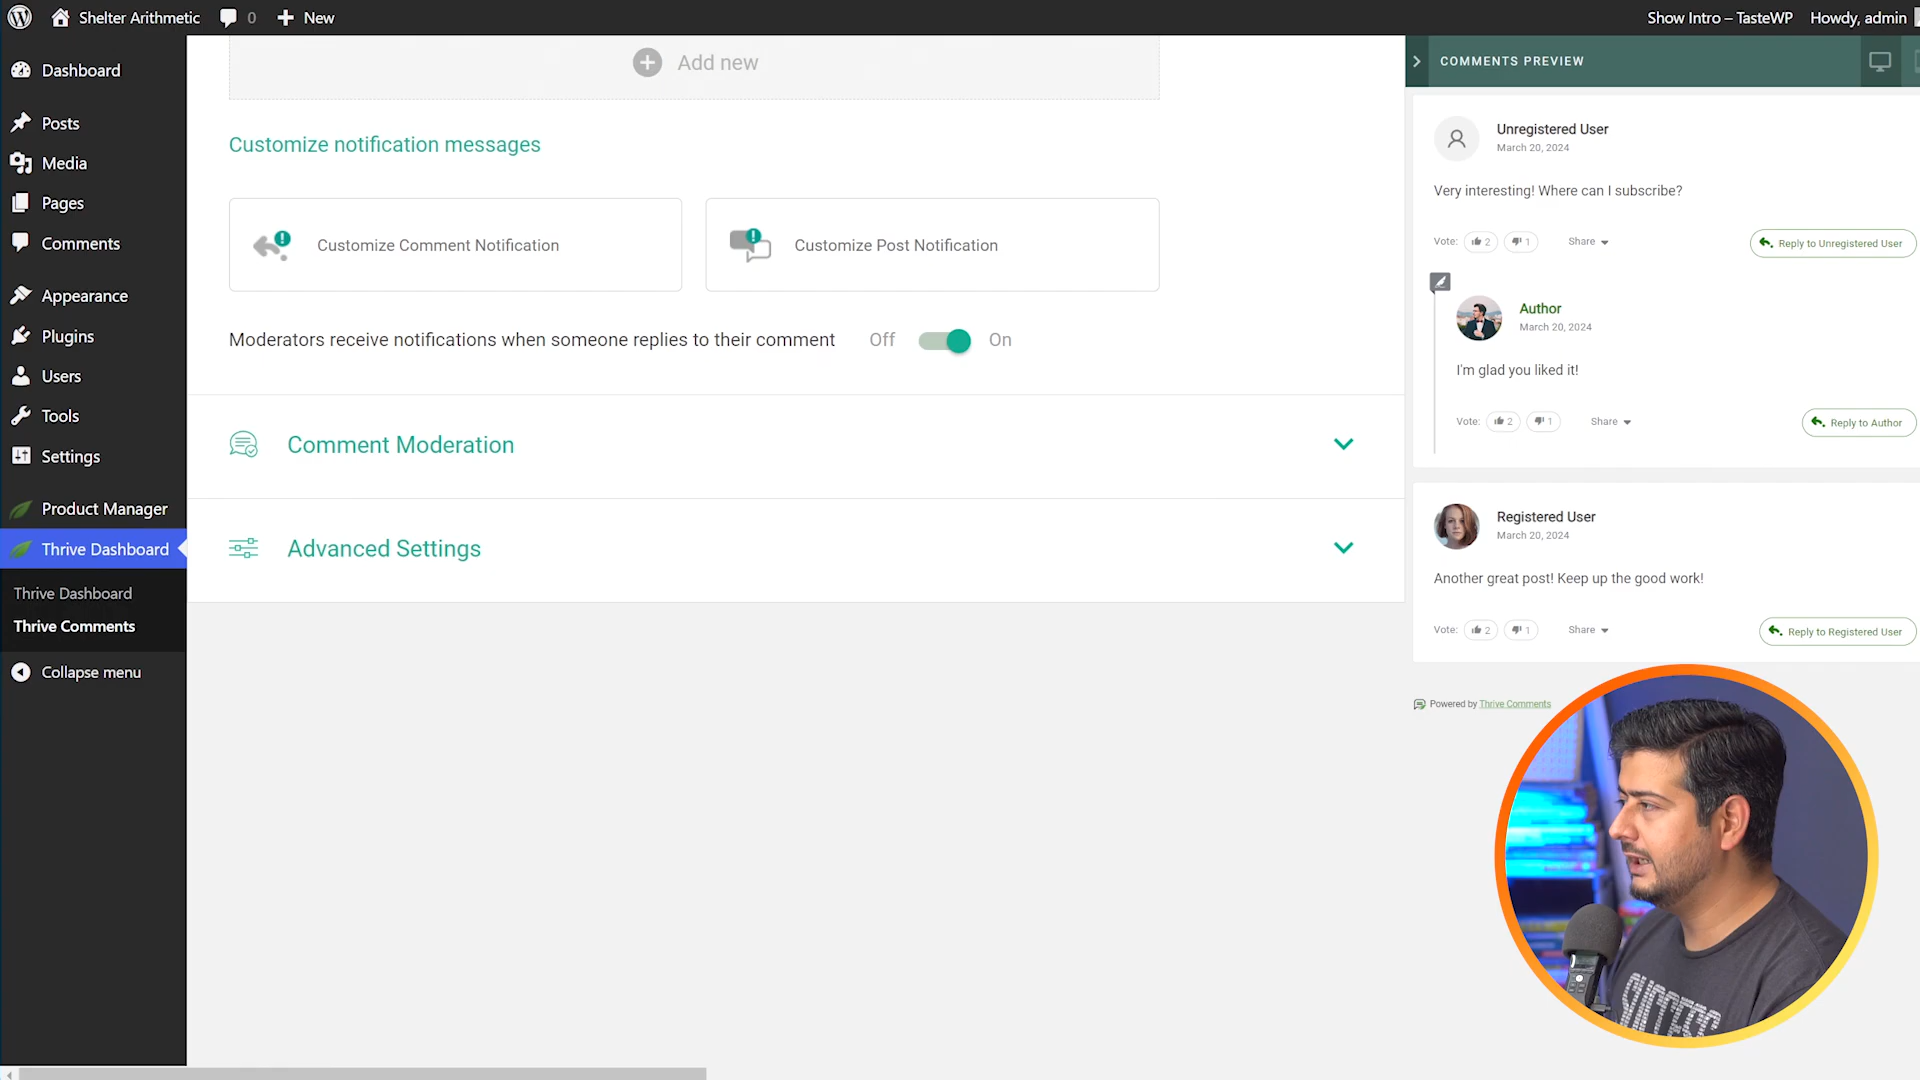 Shelter Arithmetic
0
New
Show Intro – TasteWP
Howdy, admin
Dashboard
Posts
Media
Pages
Comments
Appearance
Plugins
Users
Tools
Settings
Product Manager
Thrive Dashboard
Thrive Dashboard
Thrive Comments
Collapse menu
Add new
Customize notification messages
Customize Comment Notification
Customize Post Notification
Moderators receive notifications when someone replies to their comment
Off
On
Comment Moderation
Advanced Settings
COMMENTS PREVIEW
Unregistered User
March 20, 2024
Very interesting! Where can I subscribe?
Vote: 2 1 Share
Reply to Unregistered User
Author
March 20, 2024
I'm glad you liked it!
Vote: 2 1 Share
Reply to Author
Registered User
March 20, 2024
Another great post! Keep up the good work!
Vote: 2 1 Share
Reply to Registered User
Powered by Thrive Comments
SUCCESS